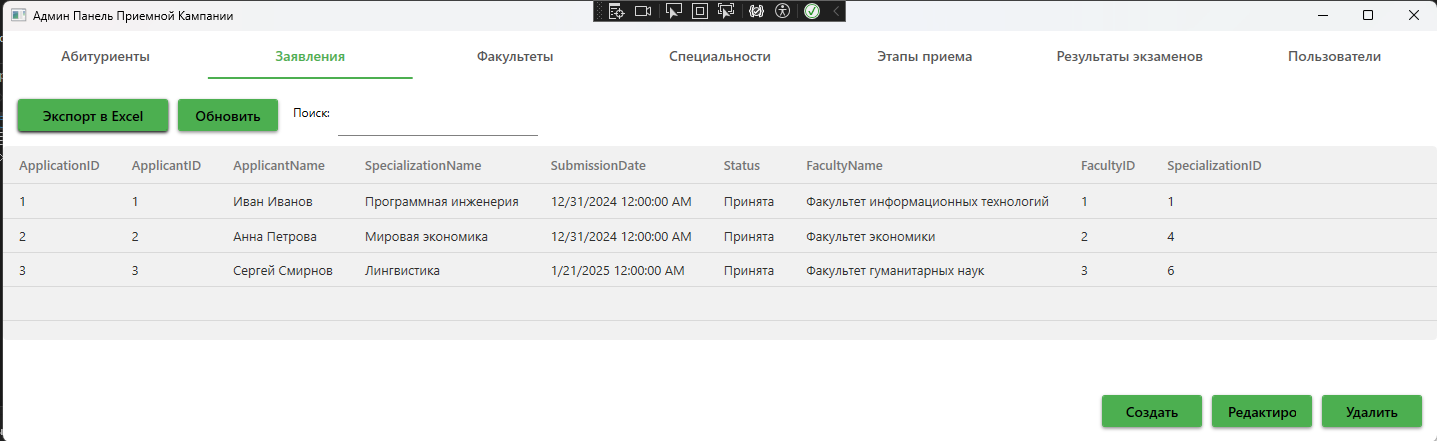 Админ Панель Приемной Кампании
Абитуриенты Заявления Факультеты Специальности Этапы приема Результаты экзаменов Пользователи
Экспорт в Excel Обновить Поиск:
ApplicationID ApplicantID ApplicantName SpecializationName SubmissionDate Status FacultyName FacultyID SpecializationID
1 1 Иван Иванов Программная инженерия 12/31/2024 12:00:00 AM Принята Факультет информационных технологий 1 1
2 2 Анна Петрова Мировая экономика 12/31/2024 12:00:00 AM Принята Факультет экономики 2 4
3 3 Сергей Смирнов Лингвистика 1/21/2025 12:00:00 AM Принята Факультет гуманитарных наук 3 6
Создать Редактиро Удалить